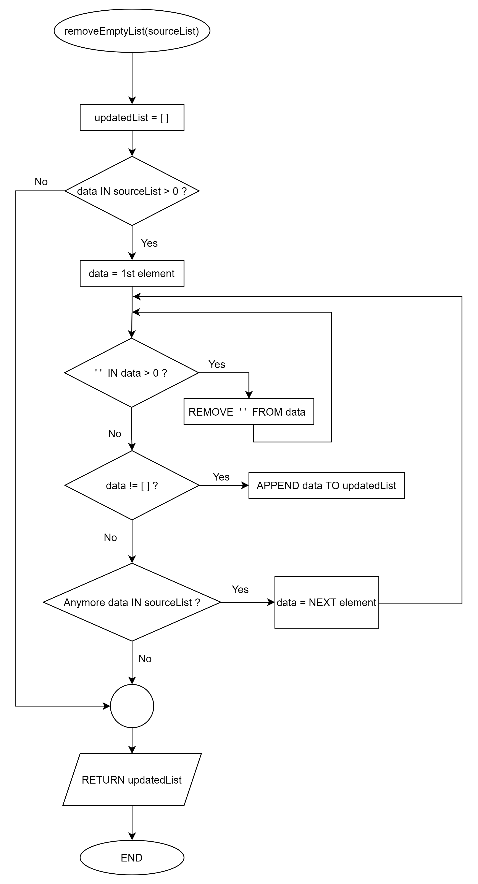 removeEmptyList(sourceList)
updatedList = [ ]
No
data IN sourceList > 0 ?
Yes
data = 1st element
' ' IN data > 0 ?
Yes
REMOVE ' ' FROM data
No
data != [ ] ?
Yes
APPEND data TO updatedList
No
Anymore data IN sourceList ?
Yes
data = NEXT element
No
RETURN updatedList
END